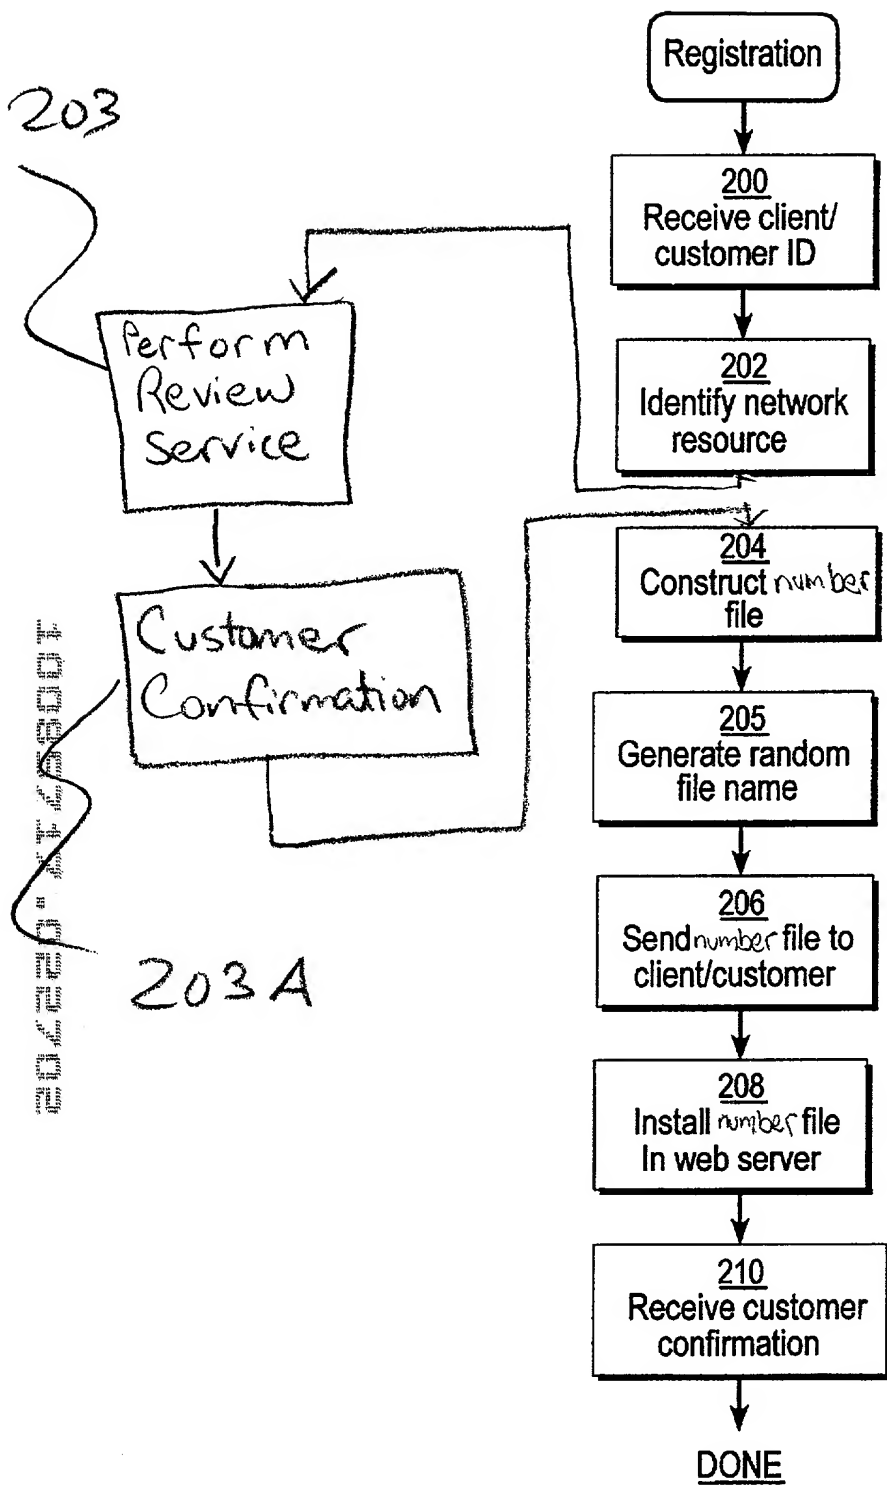 Registration
203
200
Receive client/
customer ID
202
Identify network
resource
Perform
Review
Service
204
Construct number
file
Customer
Confirmation
205
Generate random
file name
206
Send number file to
client/customer
203A
208
Install number file
In web server
210
Receive customer
confirmation
DONE